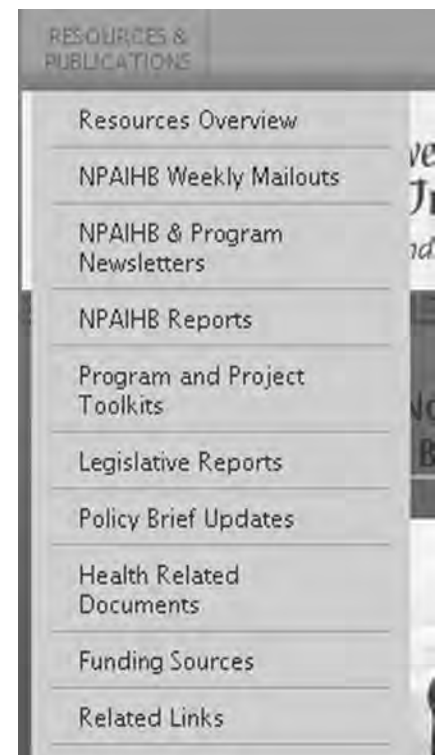 RESOURCES &
PUBLICATIONS
Resources Overview
NPAIHB Weekly Mailouts
NPAIHB & Program
Newsletters
NPAIHB Reports
Program and Project
Toolkits
Legislative Reports
Policy Brief Updates
Health Related
Documents
Funding Sources
Related Links